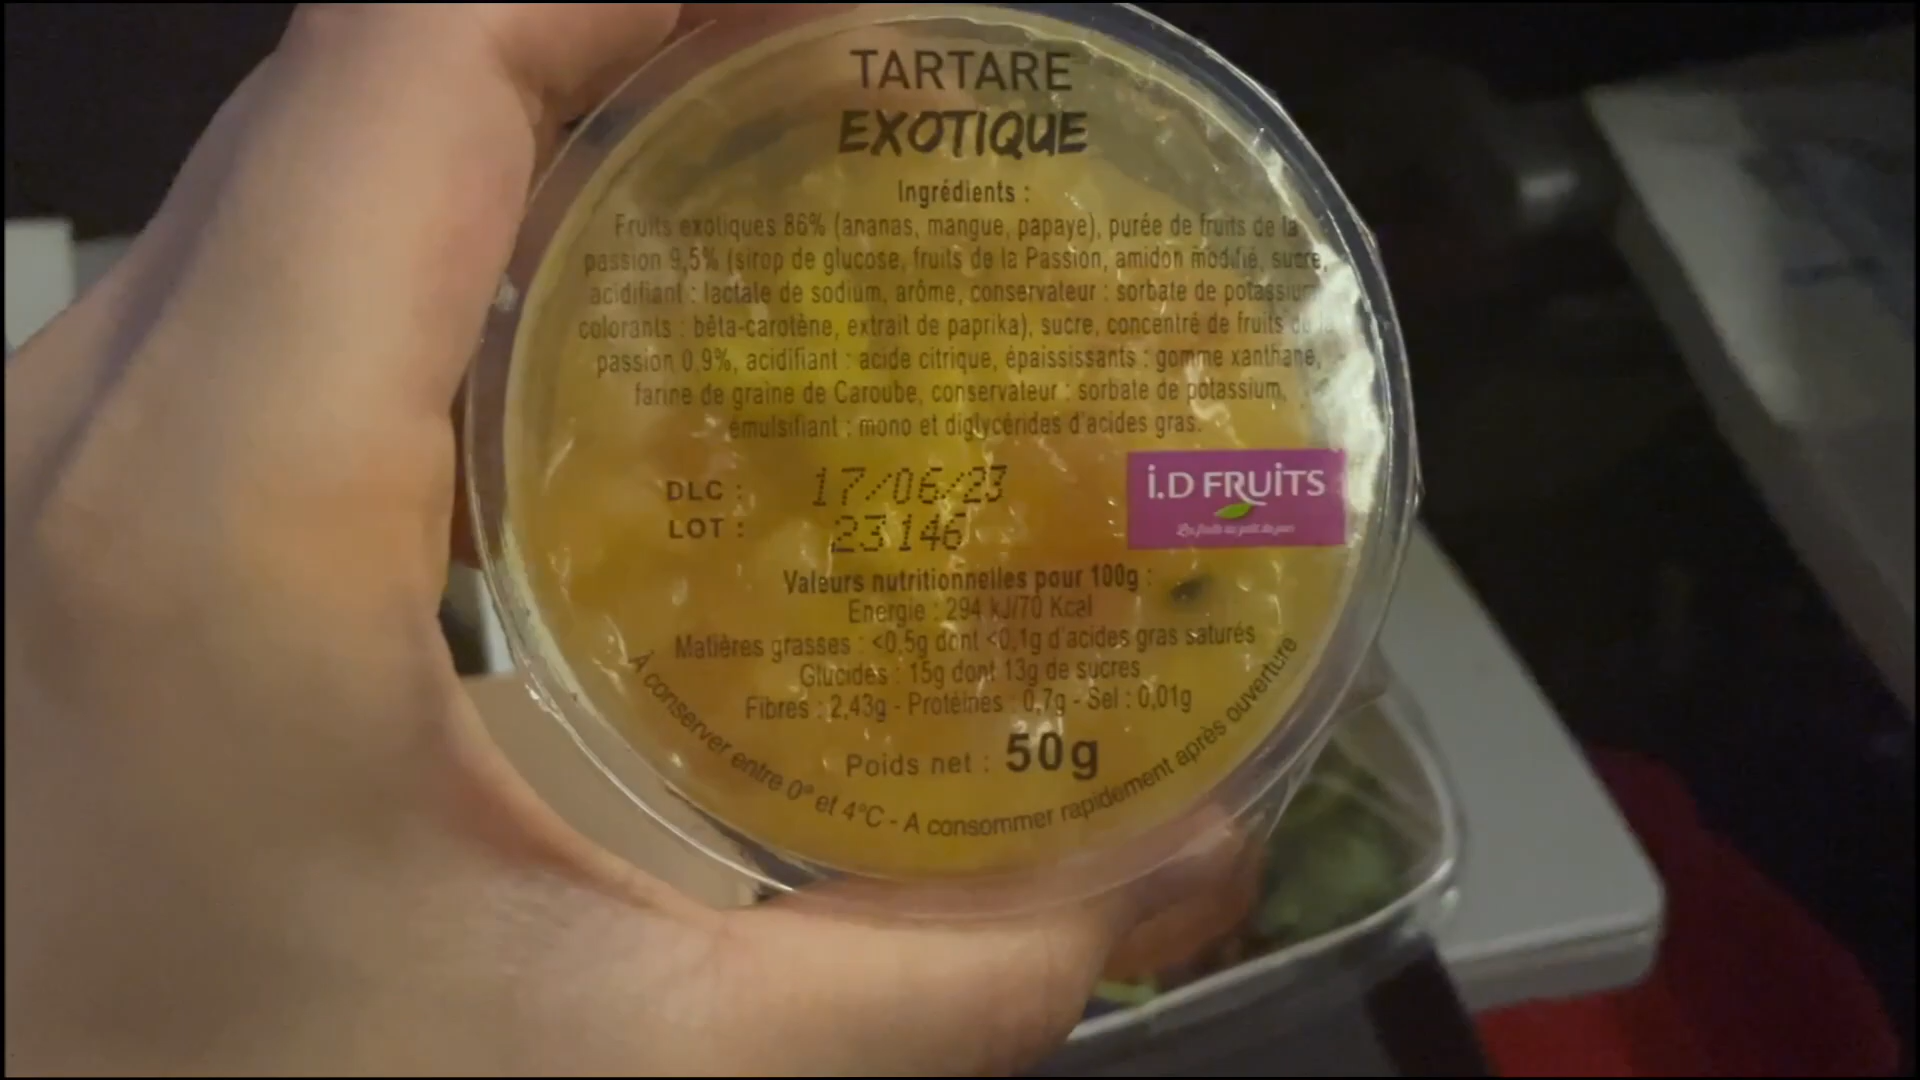 TARTARE
EXOTIQUE
Ingrédients :
Fruits exotiques 86% (ananas, mangue, papaye), purée de fruits de la
passion 9,5% (sirop de glucose, fruits de la Passion, amidon modifié, sucre,
acidifiant : lactate de sodium, arôme, conservateur : sorbate de potassium
colorants : bêta-carotène, extrait de paprika), sucre, concentré de fruits de la
passion 0,9%, acidifiant : acide citrique, épaississants : gomme xanthane,
farine de graine de Caroube, conservateur : sorbate de potassium,
émulsifiant : mono et diglycérides d'acides gras.
DLC : 17/06/23
LOT : 23146
i.D FRUiTS
Valeurs nutritionnelles pour 100g :
Energie : 294 kJ/70 Kcal
Matières grasses : <0,5g dont <0,1g d'acides gras saturés
Glucides : 15g dont 13g de sucres
Fibres : 2,43g - Protéines : 0,7g - Sel : 0,01g
Poids net : 50g
À conserver entre 0° et 4°C - A consommer rapidement après ouverture